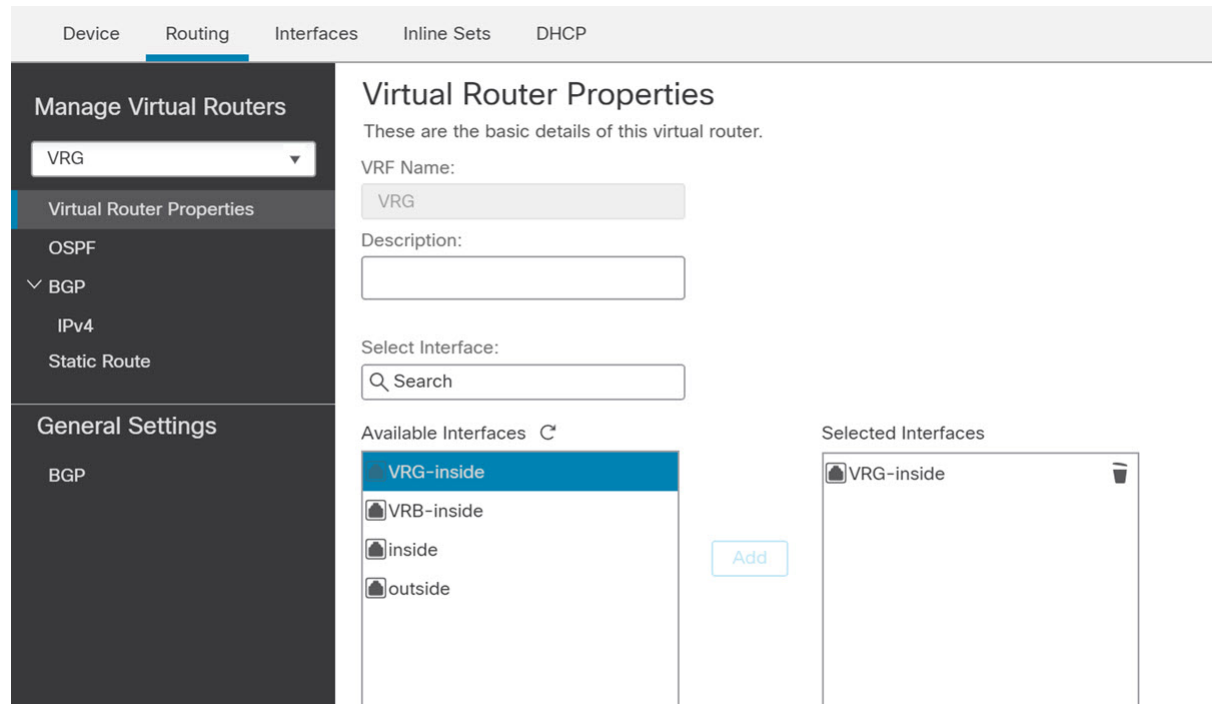 Device Routing Interfaces Inline Sets DHCP
Manage Virtual Routers
VRG
Virtual Router Properties
OSPF
BGP
IPv4
Static Route
General Settings
BGP
Virtual Router Properties
These are the basic details of this virtual router.
VRF Name:
VRG
Description:
Select Interface:
Search
Available Interfaces
VRG-inside
VRB-inside
inside
outside
Add
Selected Interfaces
VRG-inside